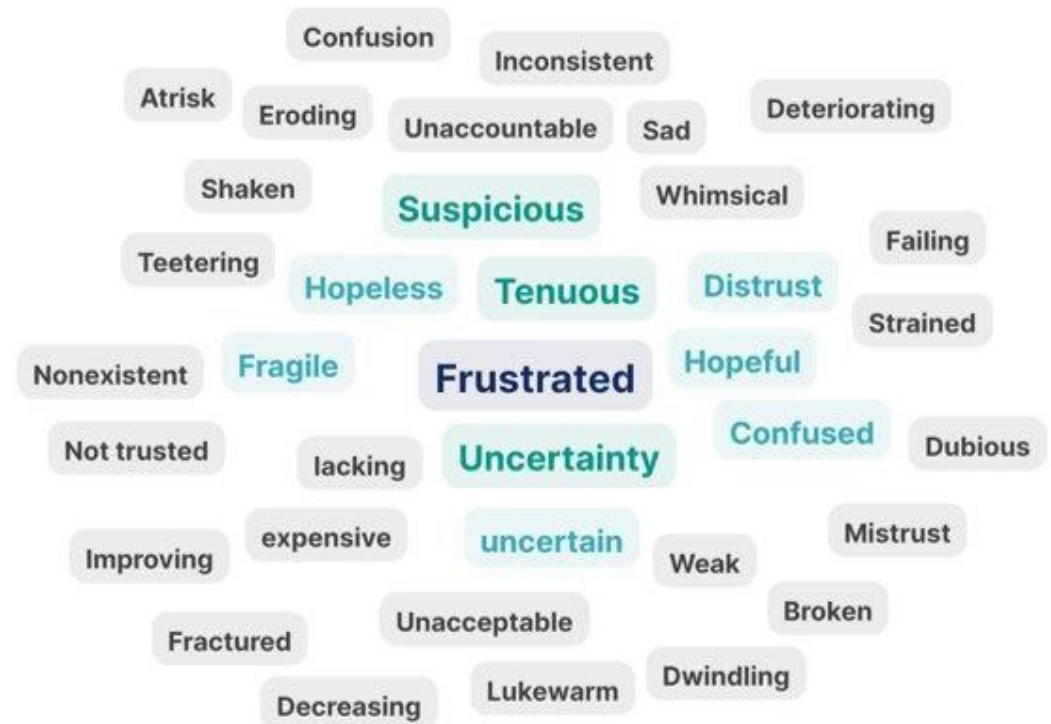 Confusion
Inconsistent
Atrisk
Eroding
Unaccountable
Sad
Deteriorating
Shaken
Suspicious
Whimsical
Failing
Teetering
Hopeless
Tenuous
Distrust
Strained
Nonexistent
Fragile
Frustrated
Hopeful
Not trusted
lacking
Uncertainty
Confused
Dubious
Improving
expensive
uncertain
Weak
Mistrust
Fractured
Unacceptable
Broken
Decreasing
Lukewarm
Dwindling